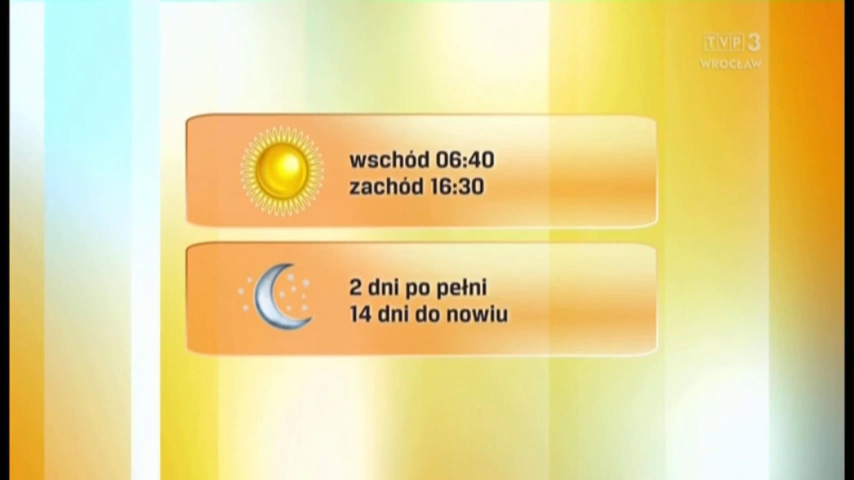 TVP3
WROCŁAW
wschód 06:40
zachód 16:30
2 dni po pełni
14 dni do nowiu